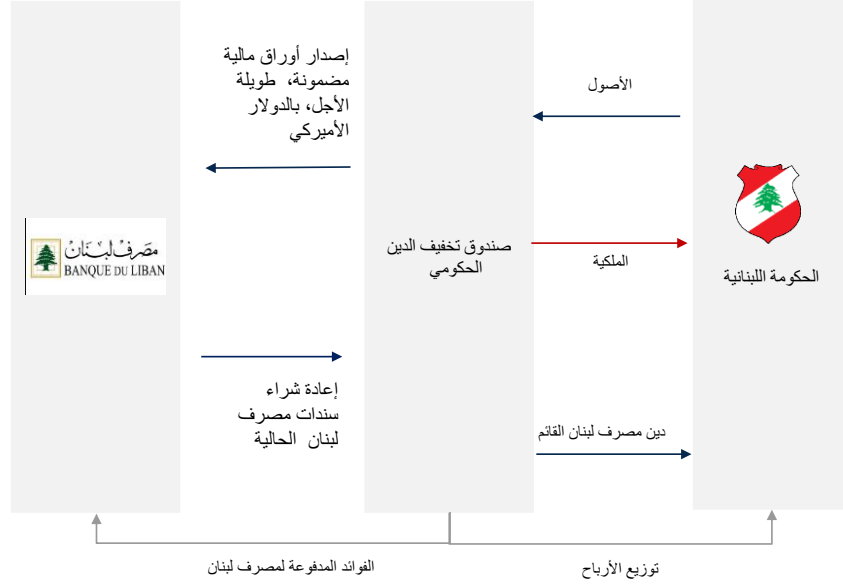 إصدار أوراق مالية
مضمونة، طويلة
الأجل، بالدولار
الأميركي
الأصول
مصرف لبنان
BANQUE DU LIBAN
صندوق تخفيف الدين
الحكومي
الملكية
الحكومة اللبنانية
إعادة شراء
سندات مصرف
لبنان الحالية
دين مصرف لبنان القائم
الفوائد المدفوعة لمصرف لبنان
توزيع الأرباح